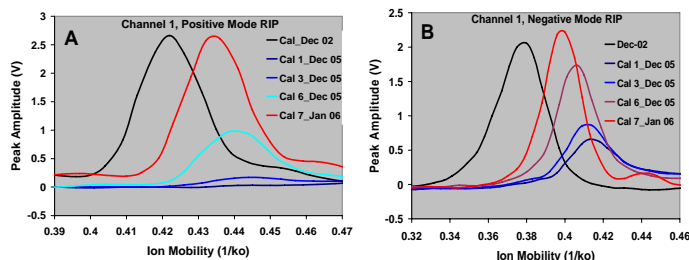 Channel 1, Positive Mode RIP
A
Cal_Dec 02
Cal 1_Dec 05
Cal 3_Dec 05
Cal 6_Dec 05
Cal 7_Jan 06
Peak Amplitude (V)
3
2.5
2
1.5
1
0.5
0
-0.5
0.39 0.4 0.41 0.42 0.43 0.44 0.45 0.46 0.47
Ion Mobility (1/ko)
Channel 1, Negative Mode RIP
B
Dec-02
Cal 1_Dec 05
Cal 3_Dec 05
Cal 6_Dec 05
Cal 7_Jan 06
Peak Amplitude (V)
2.5
2
1.5
1
0.5
0
-0.5
0.32 0.34 0.36 0.38 0.4 0.42 0.44 0.46
Ion Mobility (1/ko)